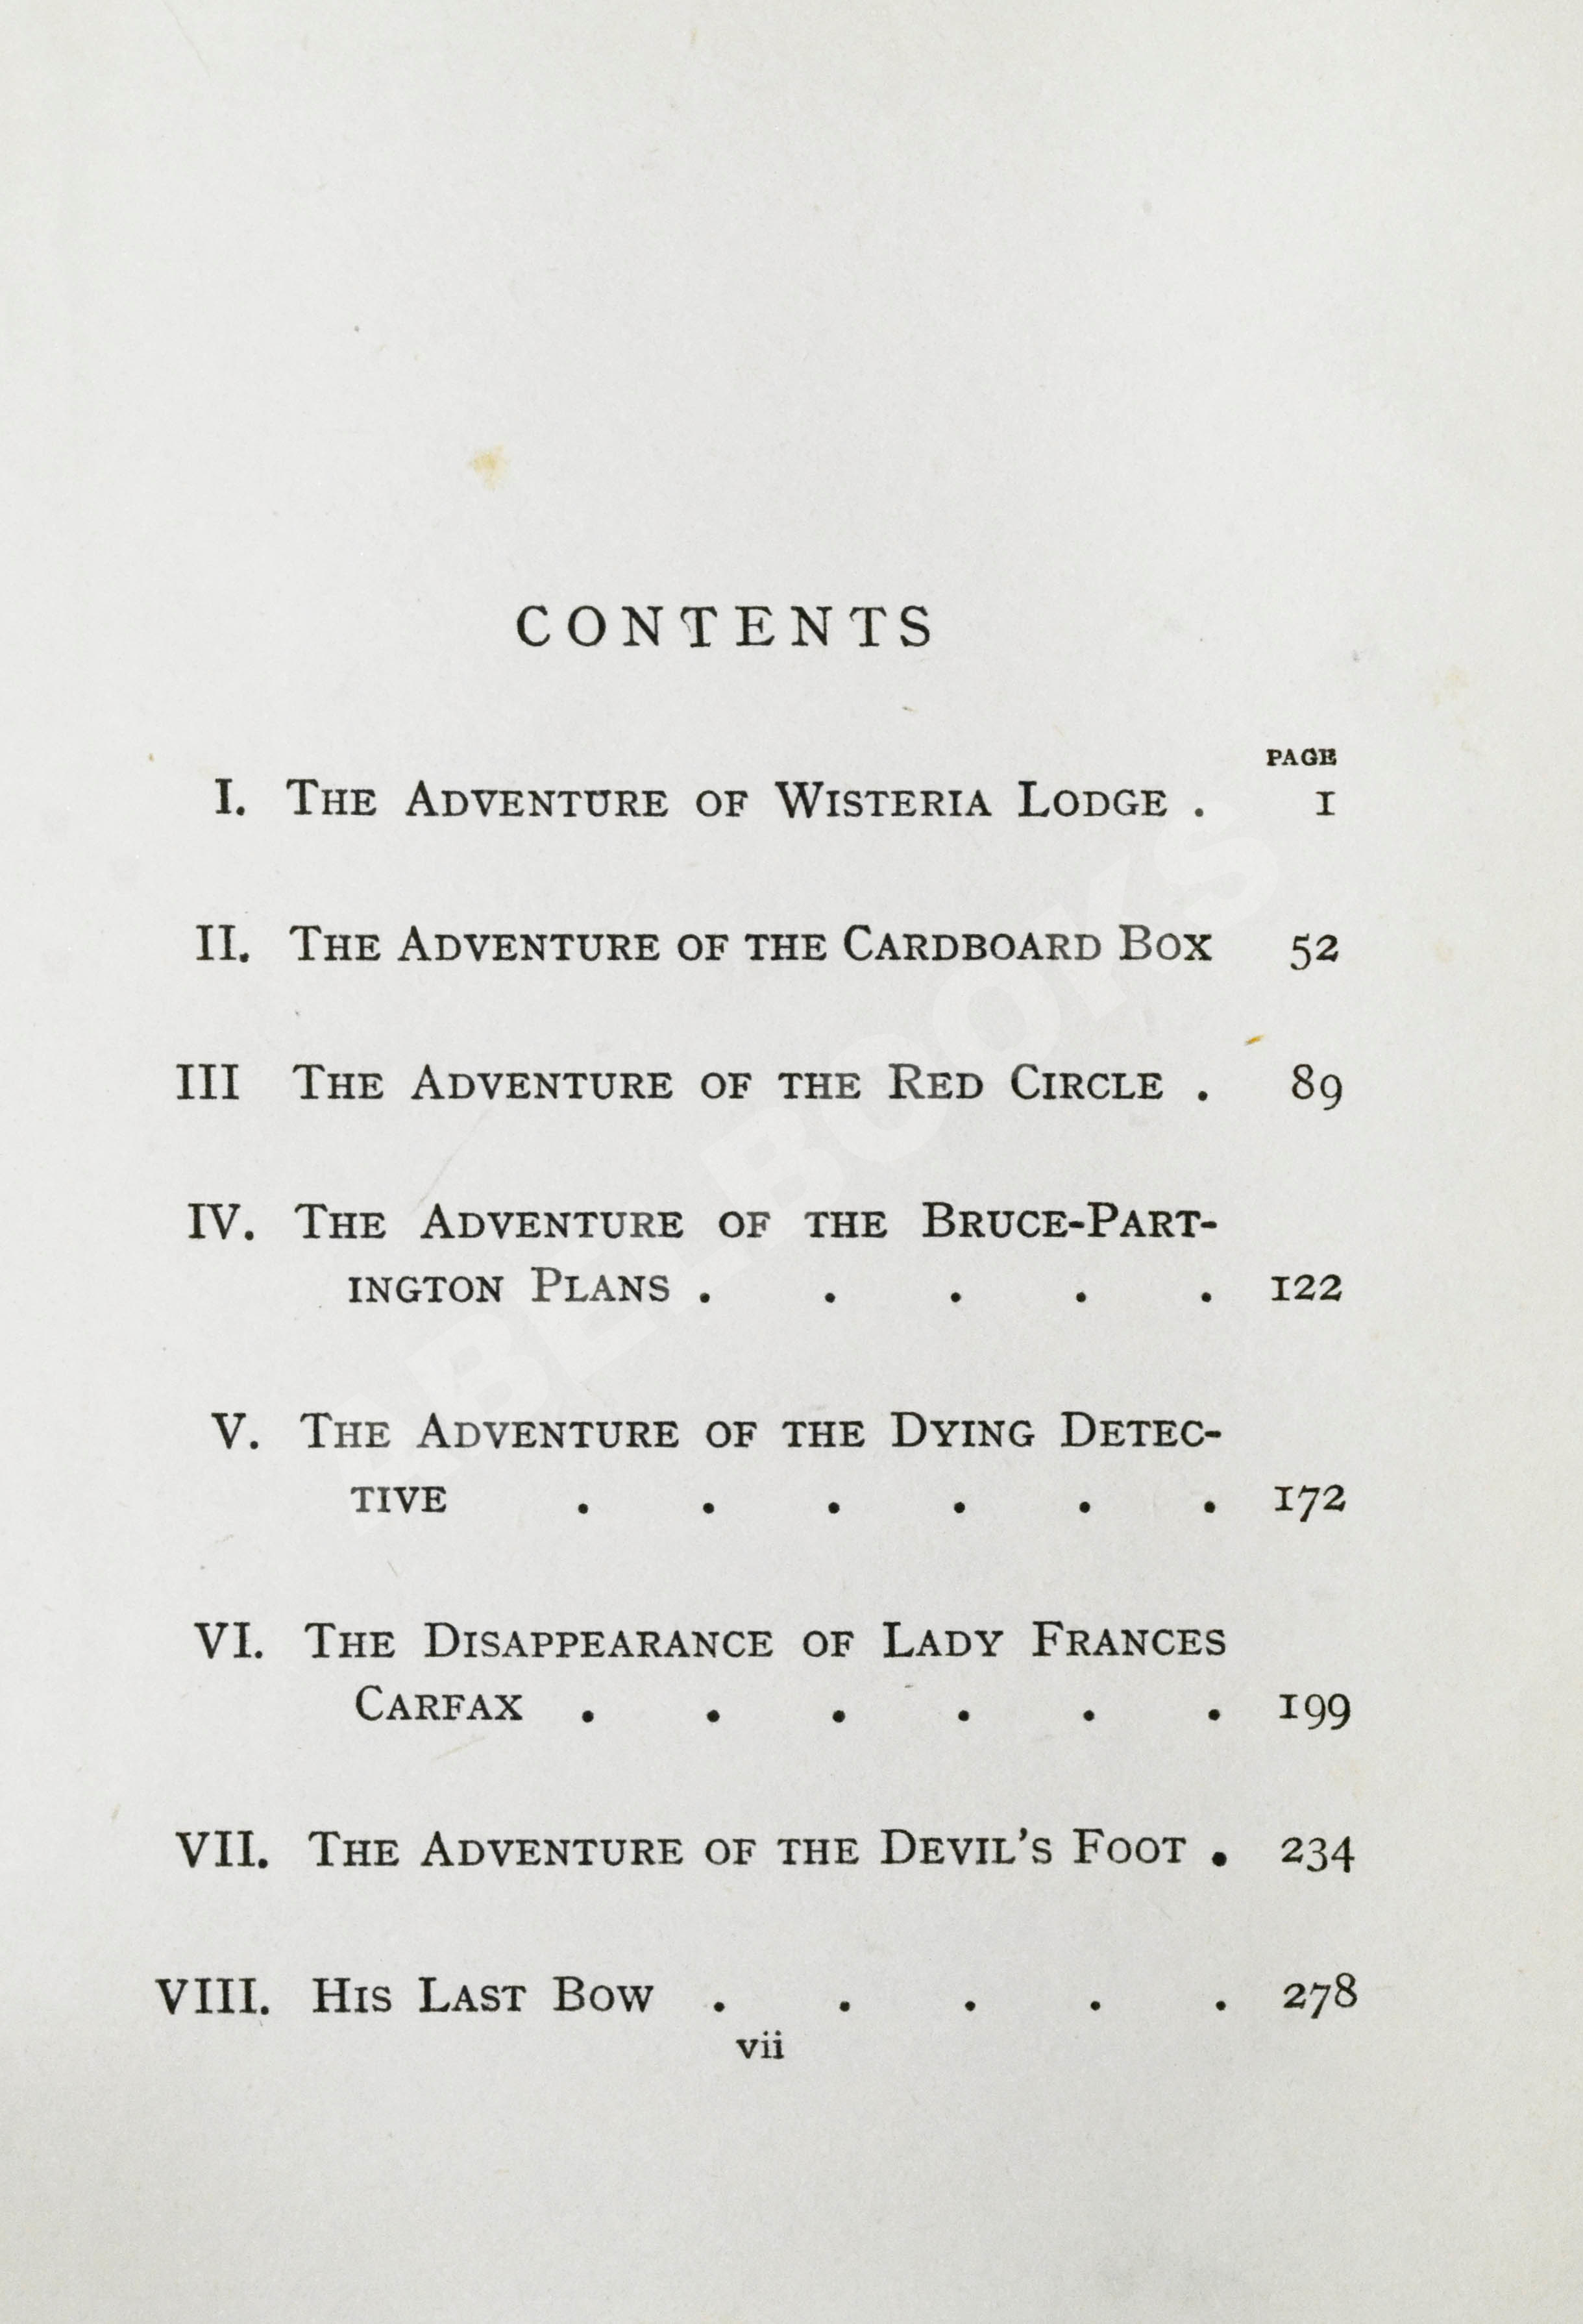 CONTENTS
PAGE
I. THE ADVENTURE OF WISTERIA LODGE . 1
II. THE ADVENTURE OF THE CARDBOARD BOX 52
III THE ADVENTURE OF THE RED CIRCLE . 89
IV. THE ADVENTURE OF THE BRUCE-PART-
INGTON PLANS . . . . . 122
V. THE ADVENTURE OF THE DYING DETEC-
TIVE . . . . . . 172
VI. THE DISAPPEARANCE OF LADY FRANCES
CARFAX . . . . . . 199
VII. THE ADVENTURE OF THE DEVIL'S FOOT . 234
VIII. HIS LAST BOW . . . . . 278
vii
ABEL BOOKS